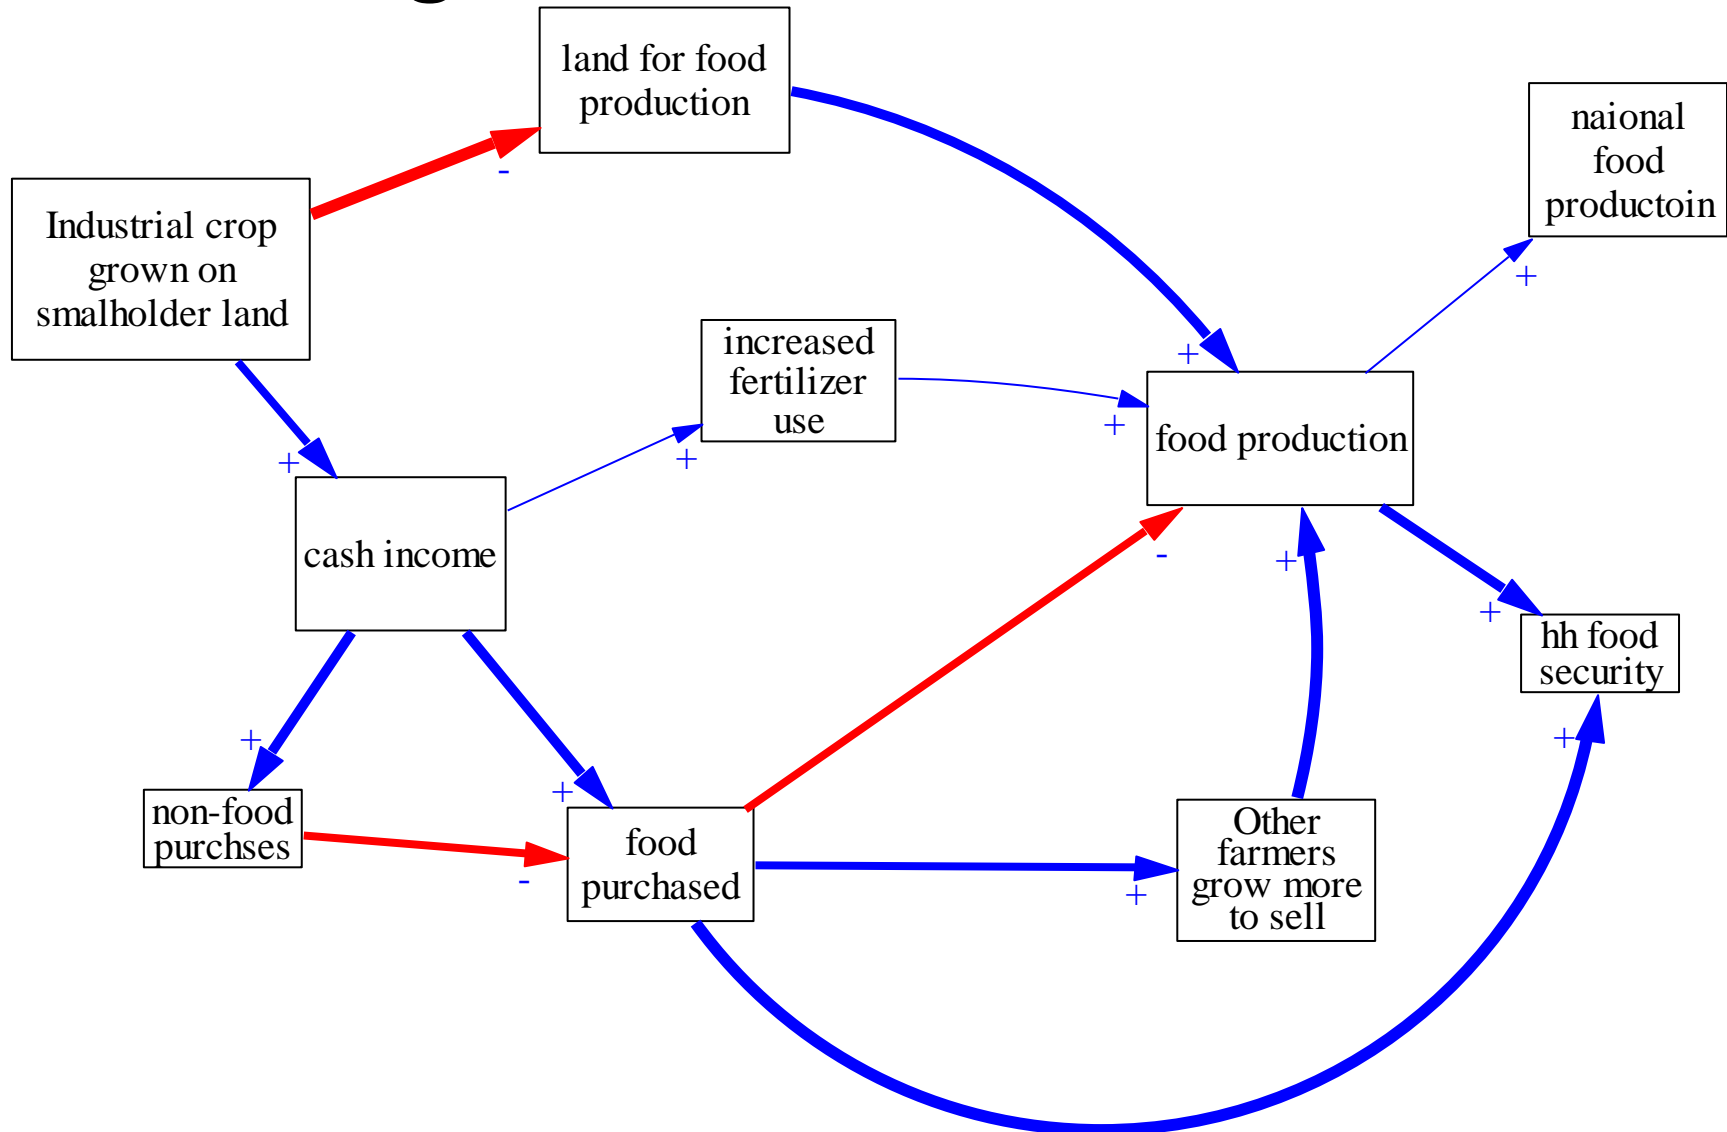 land for food
production
naional
food
productoin
-
Industrial crop
grown on
smalholder land
+
increased
fertilizer
use
+
+
food production
+
+
+
cash income
-
+
+
hh food
security
+
+
+
non-food
purchses
-
food
purchased
Other
farmers
grow more
to sell
+